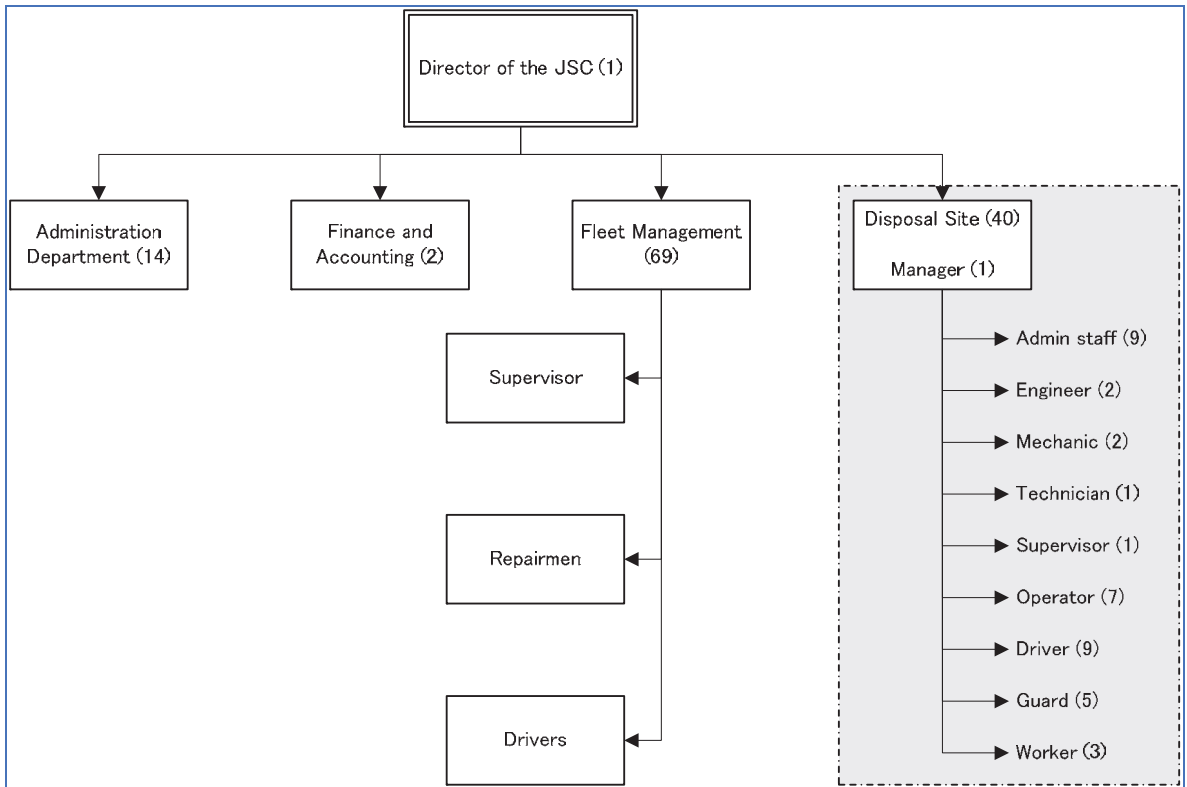 Director of the JSC (1)
Administration
Department (14)
Finance and
Accounting (2)
Fleet Management
(69)
Disposal Site (40)
Manager (1)
Supervisor
Repairmen
Drivers
Admin staff (9)
Engineer (2)
Mechanic (2)
Technician (1)
Supervisor (1)
Operator (7)
Driver (9)
Guard (5)
Worker (3)